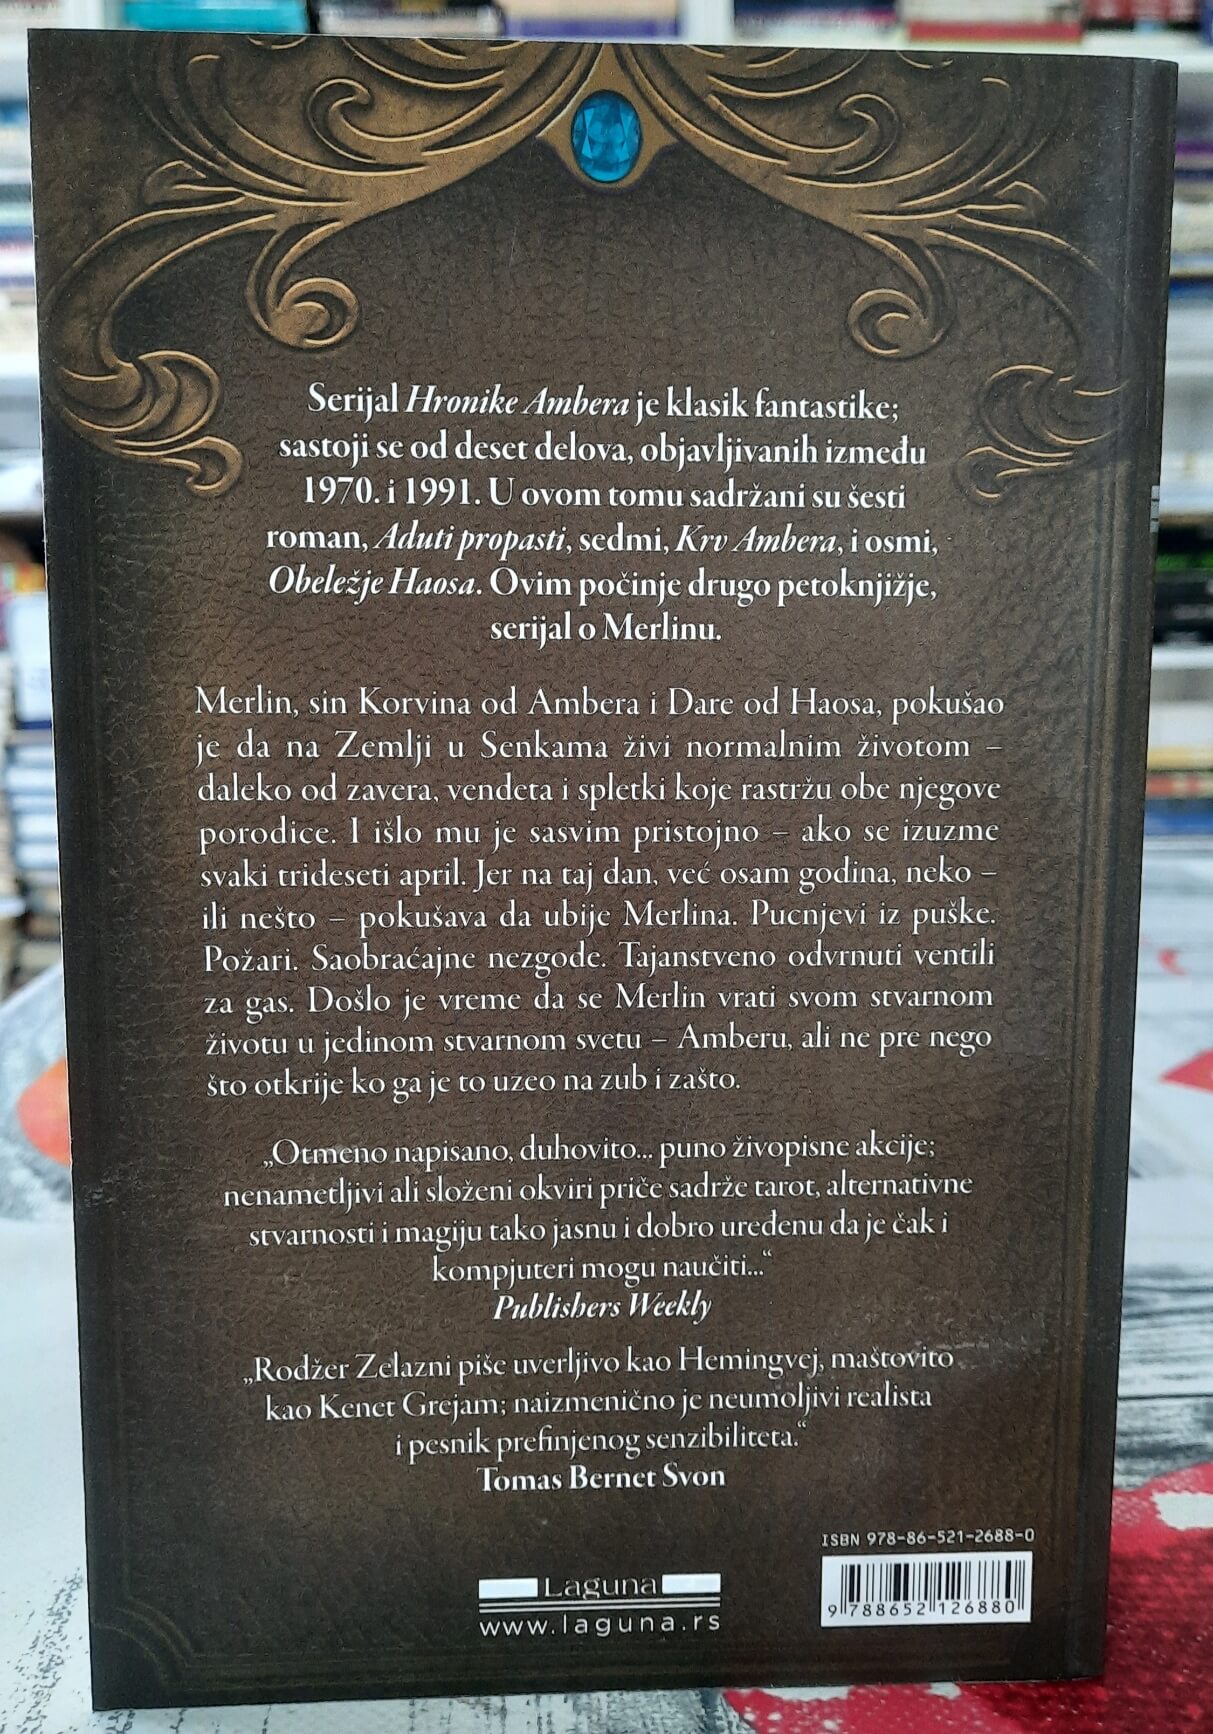 Serijal Hronike Ambera je klasik fantastike;
sastoji se od deset delova, objavljivanih između
1970. i 1991. U ovom tomu sadržani su šesti
roman, Aduti propasti, sedmi, Krv Ambera, i osmi,
Obeležje Haosa. Ovim počinje drugo petoknjižje,
serijal o Merlinu.
Merlin, sin Korvina od Ambera i Dare od Haosa, pokušao
je da na Zemlji u Senkama živi normalnim životom –
daleko od zavera, vendeta i spletki koje rastržu obe njegove
porodice. I išlo mu je sasvim pristojno – ako se izuzme
svaki trideseti april. Jer na taj dan, već osam godina, neko –
ili nešto – pokušava da ubije Merlina. Pucnjevi iz puške.
Požari. Saobraćajne nezgode. Tajanstveno odvrnuti ventili
za gas. Došlo je vreme da se Merlin vrati svom stvarnom
životu u jedinom stvarnom svetu – Amberu, ali ne pre nego
što otkrije ko ga je to uzeo na zub i zašto.
„Otmeno napisano, duhovito... puno živopisne akcije;
nenametljivi ali složeni okviri priče sadrže tarot, alternativne
stvarnosti i magiju tako jasnu i dobro uređenu da je čak i
kompjuteri mogu naučiti...“
Publishers Weekly
„Rodžer Zelazni piše uverljivo kao Hemingvej, maštovito
kao Kenet Grejam; naizmenično je neumoljivi realista
i pesnik prefinjenog senzibiliteta.“
Tomas Bernet Svon
ISBN 978-86-521-2688-0
Laguna
www.laguna.rs
9 788652 126880